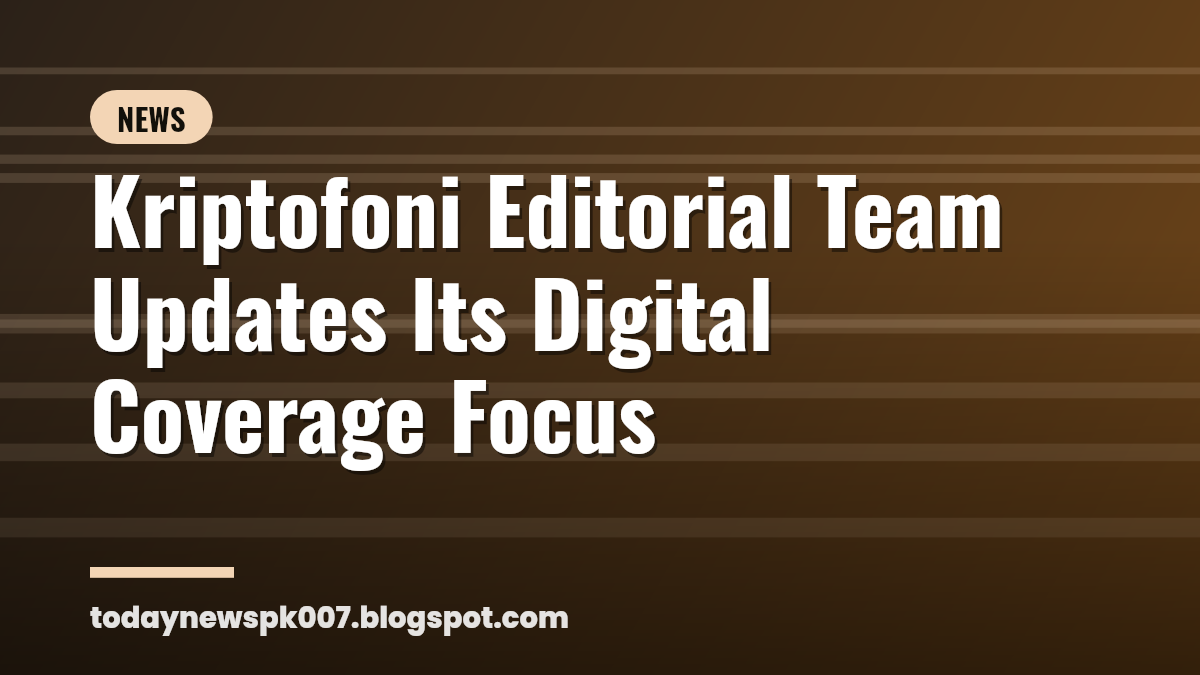 NEWS
Kriptofoni Editorial Team
Updates Its Digital
Coverage Focus
todaynewspk007.blogspot.com